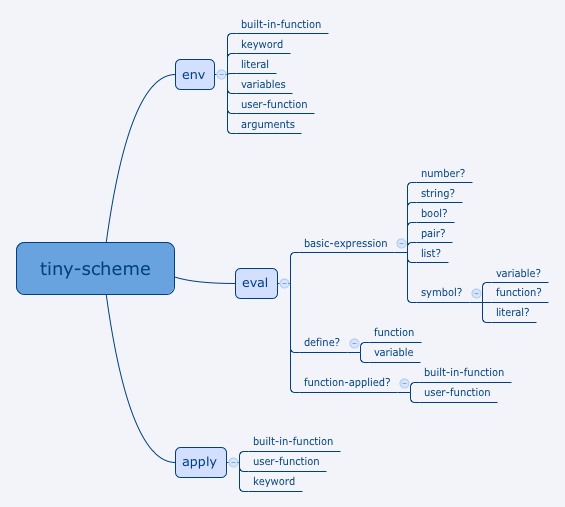 tiny-scheme
env
built-in-function
keyword
literal
variables
user-function
arguments
eval
basic-expression
number?
string?
bool?
pair?
list?
symbol?
variable?
function?
literal?
define?
function
variable
function-applied?
built-in-function
user-function
apply
built-in-function
user-function
keyword